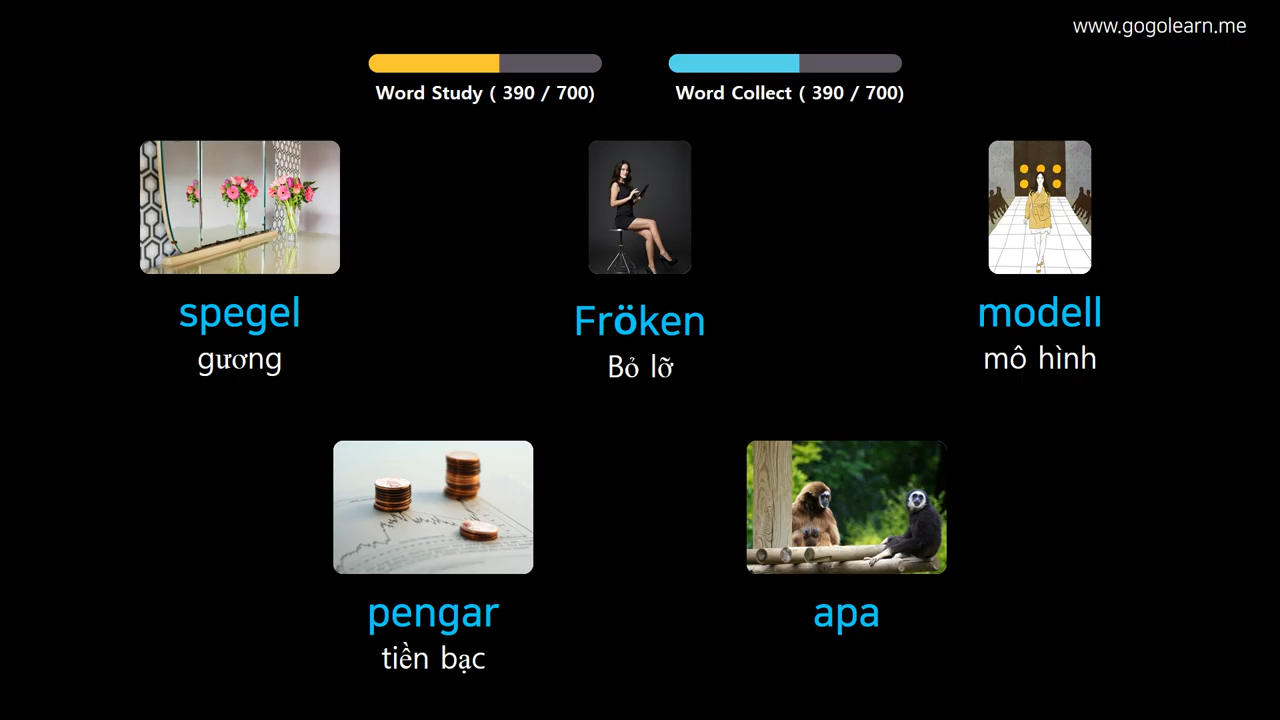 www.gogolearn.me
Word Study ( 390 / 700)
Word Collect ( 390 / 700)
spegel
gương
Fröken
Bỏ lỡ
modell
mô hình
pengar
tiền bạc
apa